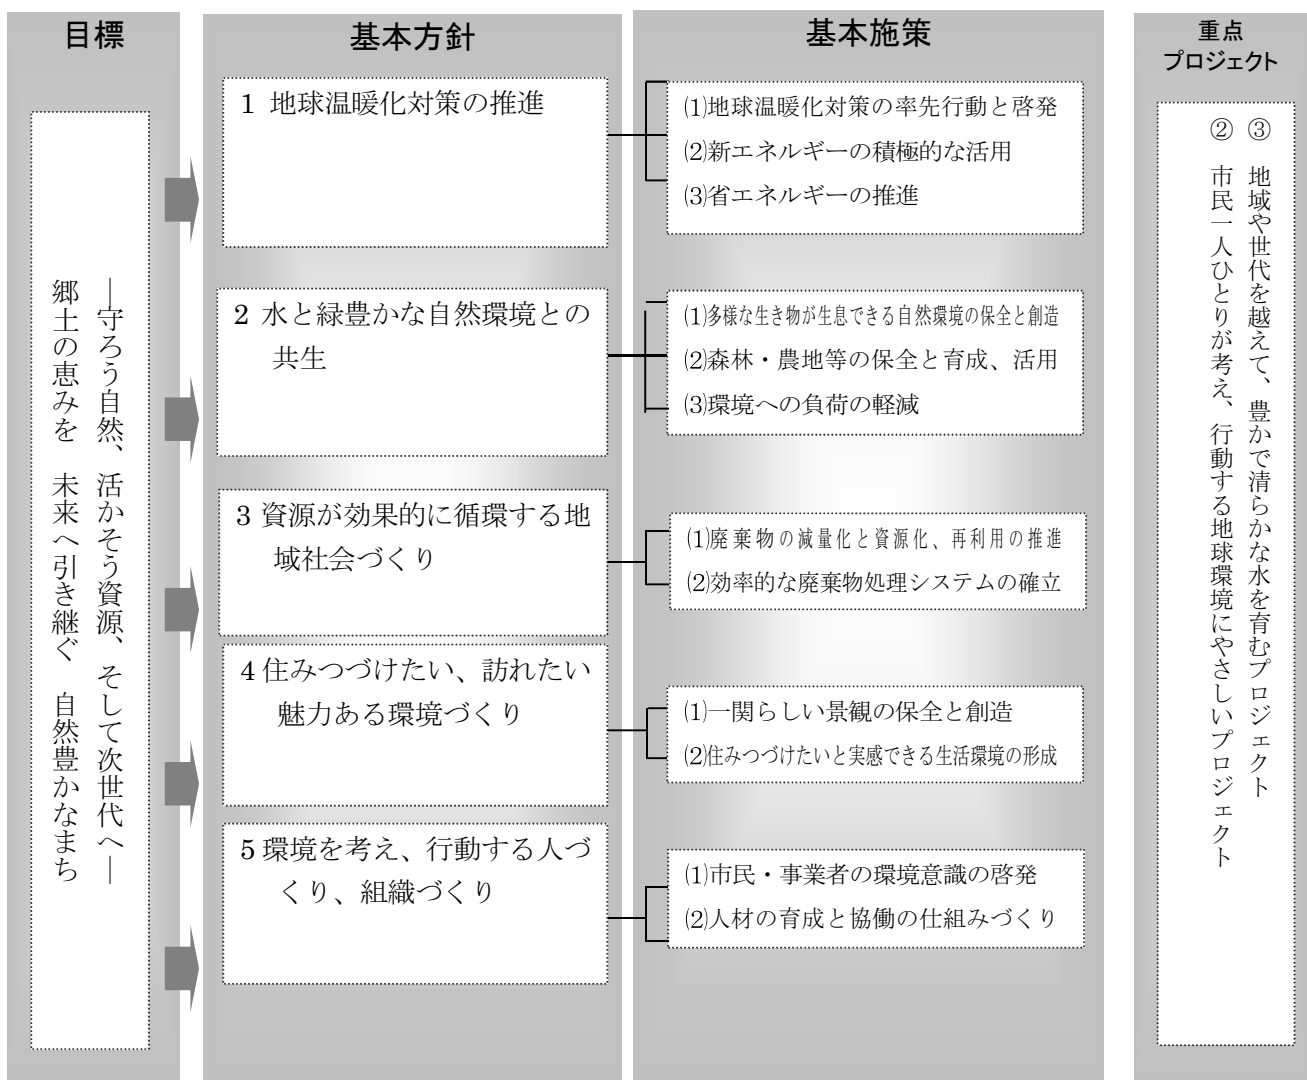 目標
―守ろう自然、活かそう資源、そして次世代へ―
郷土の恵みを　未来へ引き継ぐ　自然豊かなまち
基本方針
1 地球温暖化対策の推進
2 水と緑豊かな自然環境との
共生
3 資源が効果的に循環する地
域社会づくり
4 住みつづけたい、訪れたい
魅力ある環境づくり
5 環境を考え、行動する人づ
くり、組織づくり
基本施策
⑴地球温暖化対策の率先行動と啓発
⑵新エネルギーの積極的な活用
⑶省エネルギーの推進
⑴多様な生き物が生息できる自然環境の保全と創造
⑵森林・農地等の保全と育成、活用
⑶環境への負荷の軽減
⑴廃棄物の減量化と資源化、再利用の推進
⑵効率的な廃棄物処理システムの確立
⑴一関らしい景観の保全と創造
⑵住みつづけたいと実感できる生活環境の形成
⑴市民・事業者の環境意識の啓発
⑵人材の育成と協働の仕組みづくり
重点
プロジェクト
③　地域や世代を越えて、豊かで清らかな水を育むプロジェクト
②　市民一人ひとりが考え、行動する地球環境にやさしいプロジェクト